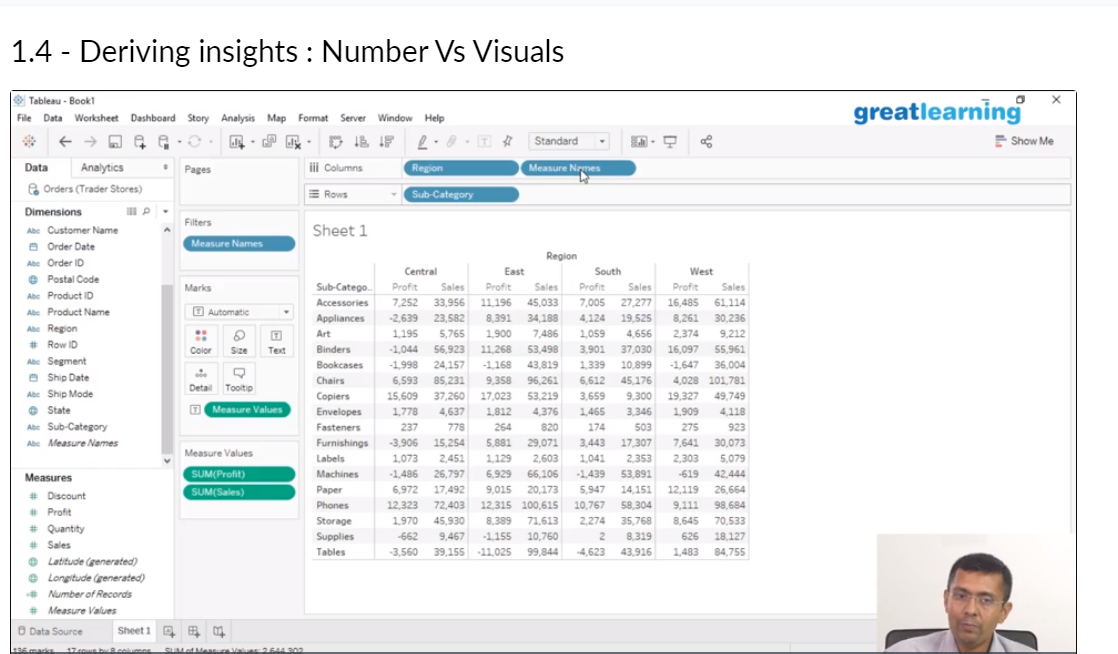 1.4 - Deriving insights : Number Vs Visuals
Tableau - Book1
File Data Worksheet Dashboard Story Analysis Map Format Server Window Help
greatlearning
Standard
Show Me
Data Analytics
Pages
Columns Region Measure Names
Orders (Trader Stores)
Rows Sub-Category
Dimensions
Customer Name
Order Date
Order ID
Postal Code
Product ID
Product Name
Region
Row ID
Segment
Ship Date
Ship Mode
State
Sub-Category
Measure Names
Measures
Discount
Profit
Quantity
Sales
Latitude (generated)
Longitude (generated)
Number of Records
Measure Values
Filters
Measure Names
Marks
Automatic
Color Size Text
Detail Tooltip
Measure Values
Measure Values
SUM(Profit)
SUM(Sales)
Sheet 1
Region
Central East South West
Sub-Catego.. Profit Sales Profit Sales Profit Sales Profit Sales
Accessories 7,252 33,956 11,196 45,033 7,005 27,277 16,485 61,114
Appliances -2,639 23,582 8,391 34,188 4,124 19,525 8,261 30,236
Art 1,195 5,765 1,900 7,486 1,059 4,656 2,374 9,212
Binders -1,044 56,923 11,268 53,498 3,901 37,030 16,097 55,961
Bookcases -1,998 24,157 -1,168 43,819 1,339 10,899 -1,647 36,004
Chairs 6,593 85,231 9,358 96,261 6,612 45,176 4,028 101,781
Copiers 15,609 37,260 17,023 53,219 3,659 9,300 19,327 49,749
Envelopes 1,778 4,637 1,812 4,376 1,465 3,346 1,909 4,118
Fasteners 237 778 264 820 174 503 275 923
Furnishings -3,906 15,254 5,881 29,071 3,443 17,307 7,641 30,073
Labels 1,073 2,451 1,129 2,603 1,041 2,353 2,303 5,079
Machines -1,486 26,797 6,929 66,106 -1,439 53,891 -619 42,444
Paper 6,972 17,492 9,015 20,173 5,947 14,151 12,119 26,664
Phones 12,323 72,403 12,315 100,615 10,767 58,304 9,111 98,684
Storage 1,970 45,930 8,389 71,613 2,274 35,768 8,645 70,533
Supplies -662 9,467 -1,155 10,760 2 8,319 626 18,127
Tables -3,560 39,155 -11,025 99,844 -4,623 43,916 1,483 84,755
Data Source Sheet 1
136 marks 17 rows by 8 columns SUM of Measure Values: 2,644,302